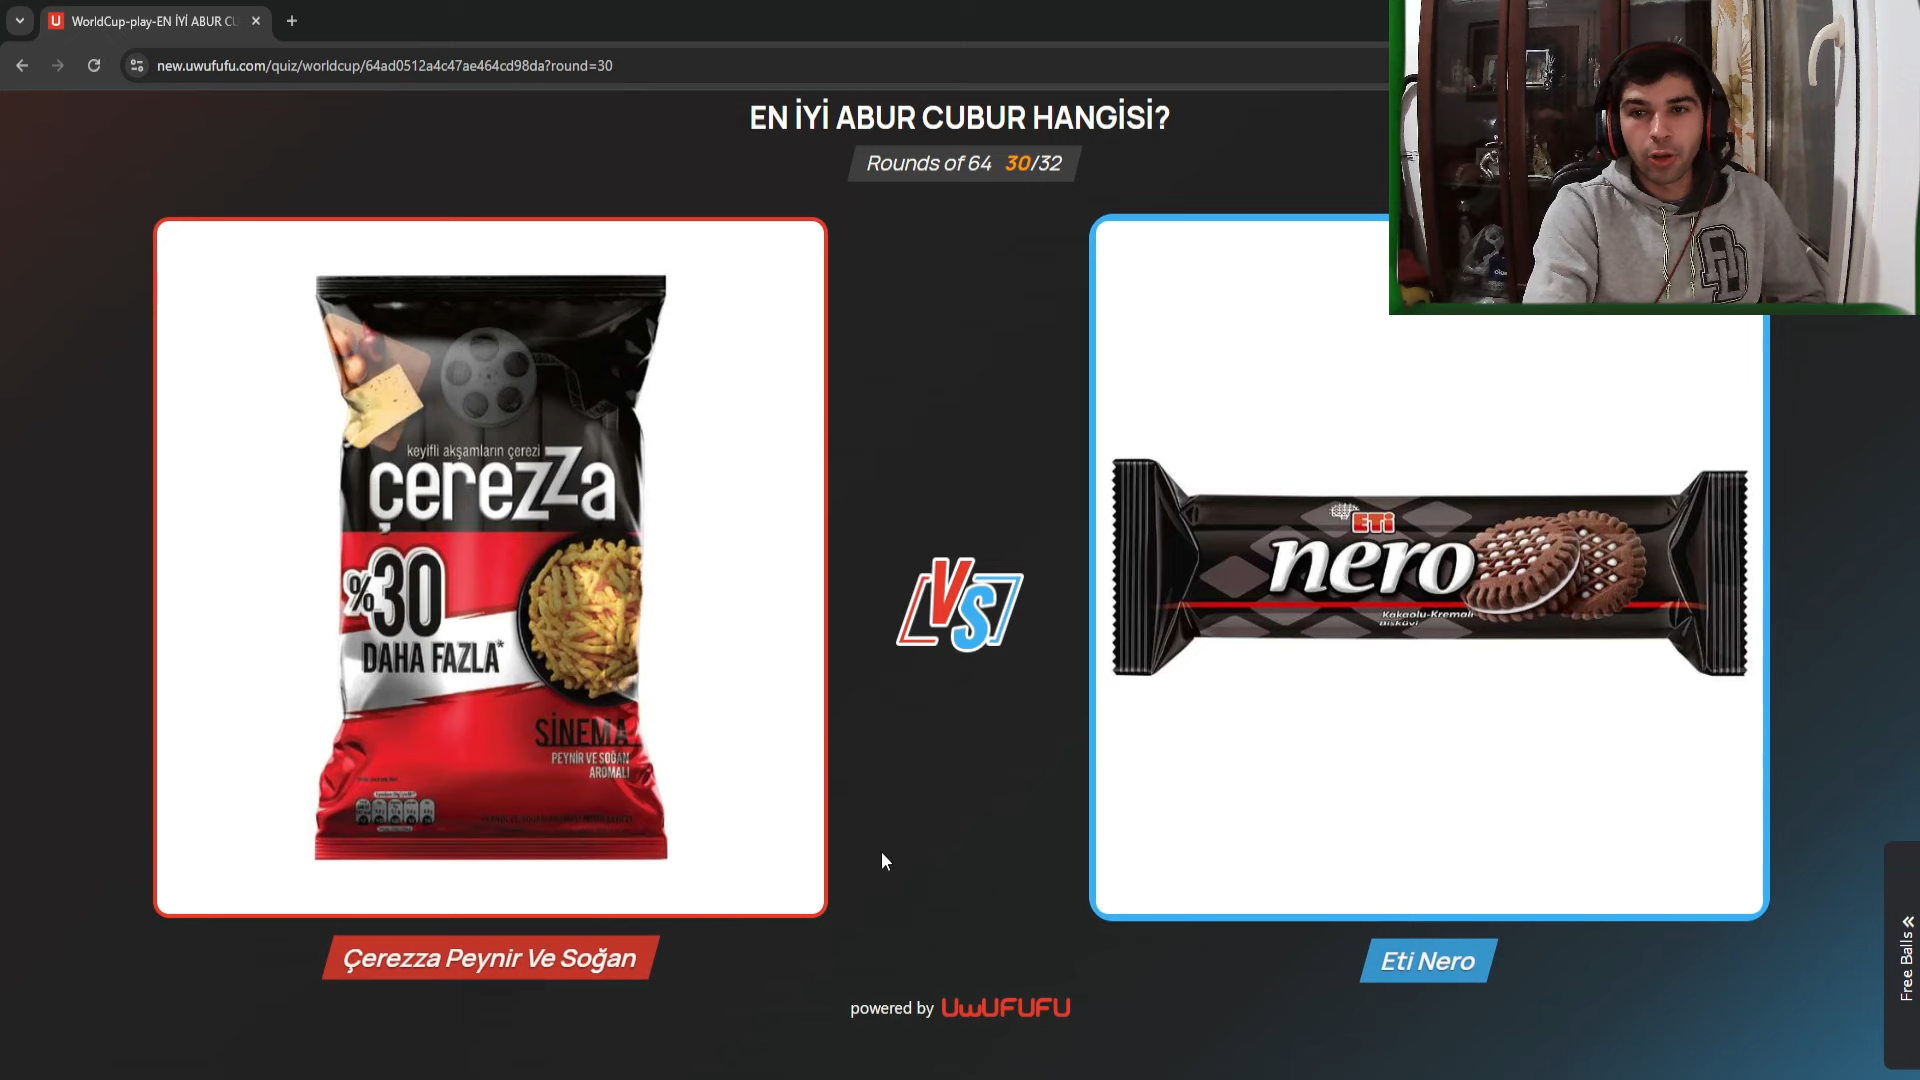 WorldCup-play-EN İYİ ABUR CU
new.uwufufu.com/quiz/worldcup/64ad0512a4c47ae464cd98da?round=30
EN İYİ ABUR CUBUR HANGİSİ?
Rounds of 64 30/32
keyifli akşamların çerezi
çerezza
%30
DAHA FAZLA*
SİNEMA
PEYNİR VE SOĞAN
AROMALI
VS
ETİ
nero
Kakaolu-Kremalı
Bisküvi
Çerezza Peynir Ve Soğan
Eti Nero
powered by UwUFUFU
Free Balls